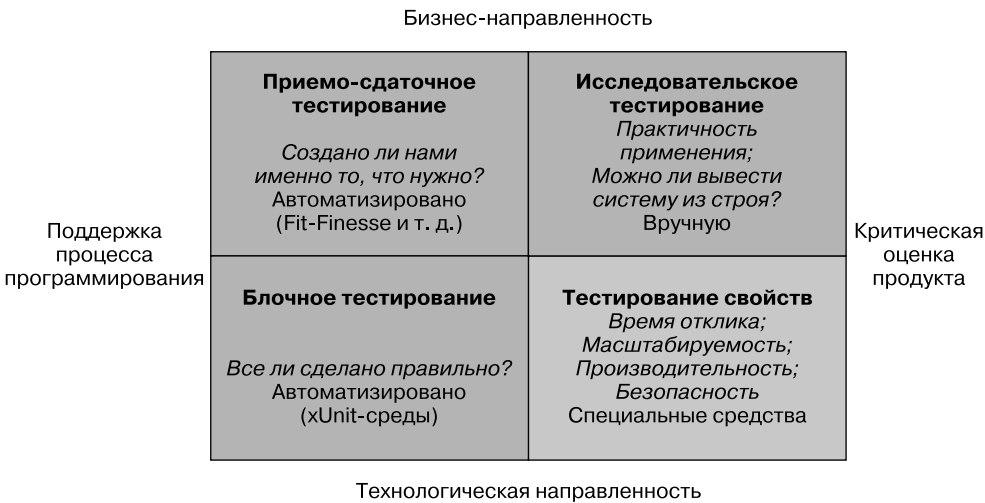 Бизнес-направленность
Приемо-сдаточное
тестирование
Создано ли нами
именно то, что нужно?
Автоматизировано
(Fit-Finesse и т. д.)
Исследовательское
тестирование
Практичность
применения;
Можно ли вывести
систему из строя?
Вручную
Поддержка
процесса
программирования
Критическая
оценка
продукта
Блочное тестирование
Все ли сделано правильно?
Автоматизировано
(xUnit-среды)
Тестирование свойств
Время отклика;
Масштабируемость;
Производительность;
Безопасность
Специальные средства
Технологическая направленность